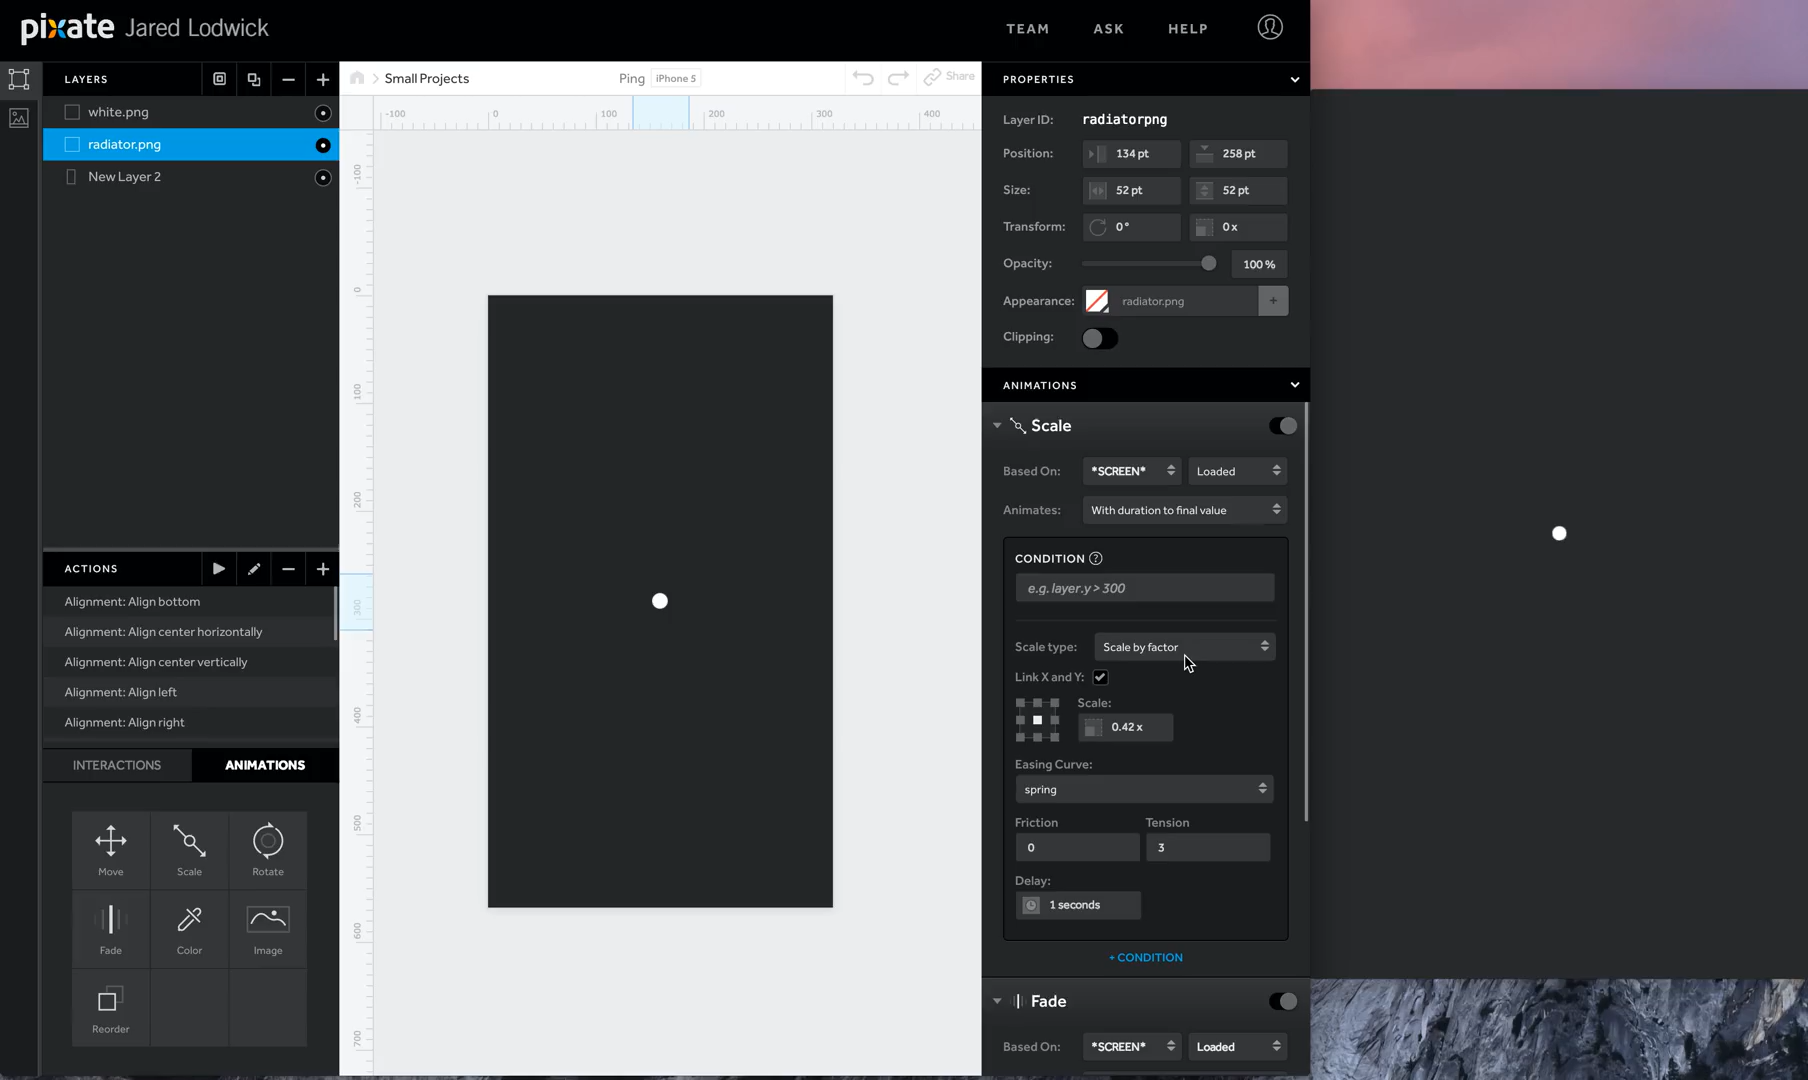 pixate Jared Lodwick
TEAM
ASK
HELP
LAYERS
white.png
radiator.png
New Layer 2
ACTIONS
Alignment: Align bottom
Alignment: Align center horizontally
Alignment: Align center vertically
Alignment: Align left
Alignment: Align right
INTERACTIONS
ANIMATIONS
Move
Scale
Rotate
Fade
Color
Image
Reorder
Small Projects
Ping
iPhone 5
Share
-100
0
100
200
300
400
-100
0
100
200
300
400
500
600
700
PROPERTIES
Layer ID: radiatorpng
Position: 134 pt 258 pt
Size: 52 pt 52 pt
Transform: 0° 0 x
Opacity: 100 %
Appearance: radiator.png +
Clipping:
ANIMATIONS
Scale
Based On: *SCREEN* Loaded
Animates: With duration to final value
CONDITION ?
e.g. layer.y > 300
Scale type: Scale by factor
Link X and Y:
Scale:
0.42 x
Easing Curve:
spring
Friction Tension
0 3
Delay:
1 seconds
+ CONDITION
Fade
Based On: *SCREEN* Loaded